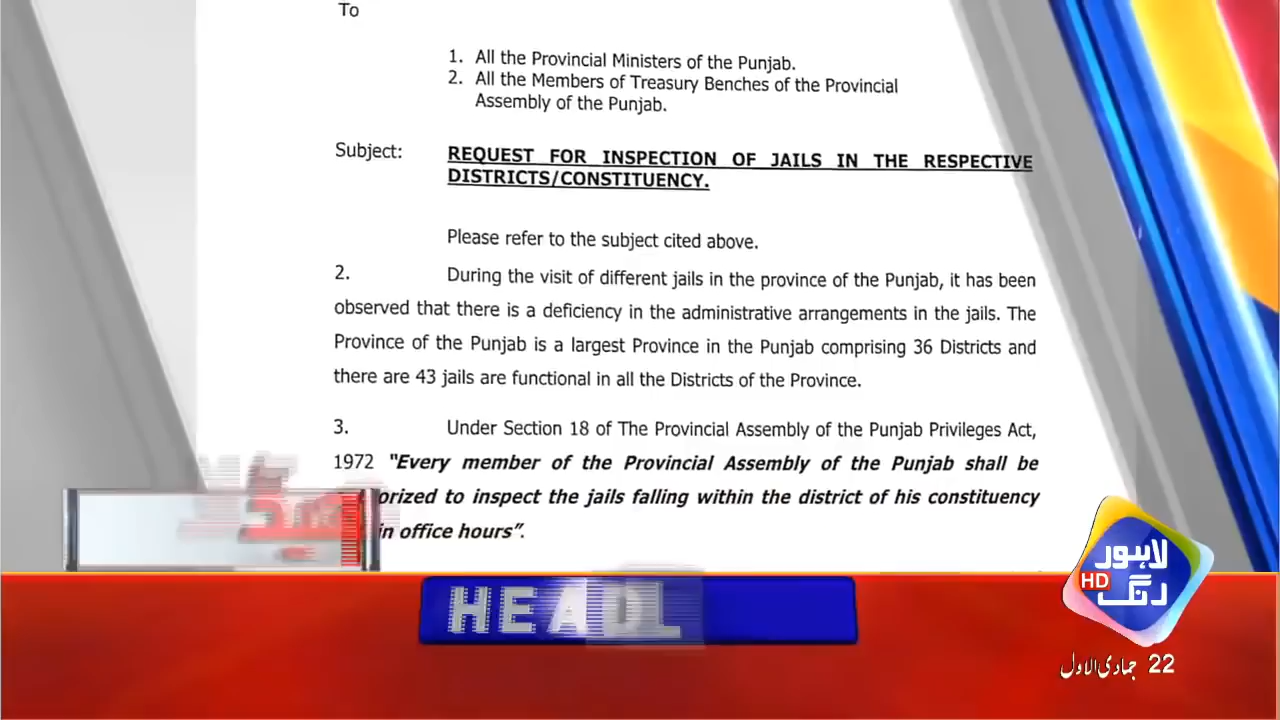 To
1. All the Provincial Ministers of the Punjab.
2. All the Members of Treasury Benches of the Provincial
Assembly of the Punjab.
Subject: REQUEST FOR INSPECTION OF JAILS IN THE RESPECTIVE
DISTRICTS/CONSTITUENCY.
Please refer to the subject cited above.
2. During the visit of different jails in the province of the Punjab, it has been
observed that there is a deficiency in the administrative arrangements in the jails. The
Province of the Punjab is a largest Province in the Punjab comprising 36 Districts and
there are 43 jails are functional in all the Districts of the Province.
3. Under Section 18 of The Provincial Assembly of the Punjab Privileges Act,
1972 “Every member of the Provincial Assembly of the Punjab shall be
orized to inspect the jails falling within the district of his constituency
in office hours”.
HEADL
لاہور
HD رنگ
22 جمادی الاول